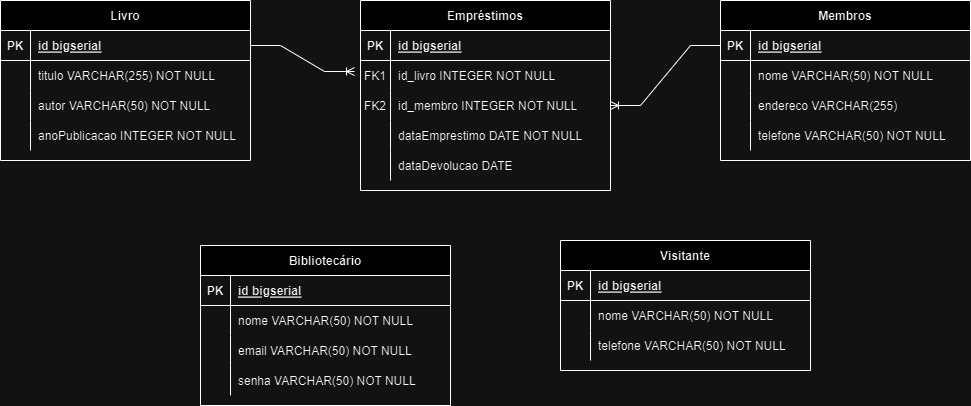 Livro
PK id bigserial
titulo VARCHAR(255) NOT NULL
autor VARCHAR(50) NOT NULL
anoPublicacao INTEGER NOT NULL
Empréstimos
PK id bigserial
FK1 id_livro INTEGER NOT NULL
FK2 id_membro INTEGER NOT NULL
dataEmprestimo DATE NOT NULL
dataDevolucao DATE
Membros
PK id bigserial
nome VARCHAR(50) NOT NULL
endereco VARCHAR(255)
telefone VARCHAR(50) NOT NULL
Bibliotecário
PK id bigserial
nome VARCHAR(50) NOT NULL
email VARCHAR(50) NOT NULL
senha VARCHAR(50) NOT NULL
Visitante
PK id bigserial
nome VARCHAR(50) NOT NULL
telefone VARCHAR(50) NOT NULL